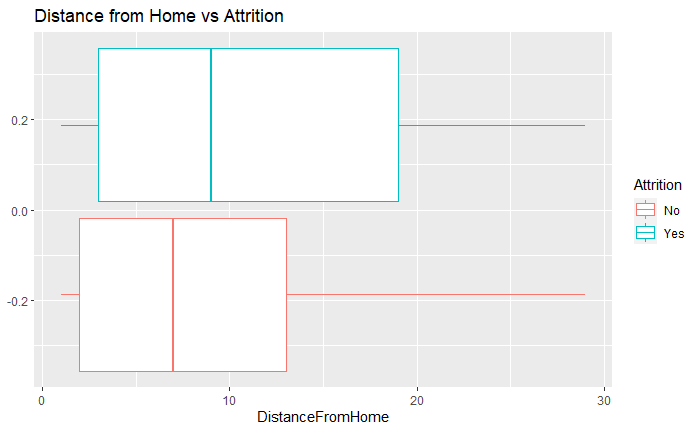 Distance from Home vs Attrition
0.2
0.0
-0.2
0
10
20
30
DistanceFromHome
Attrition
No
Yes